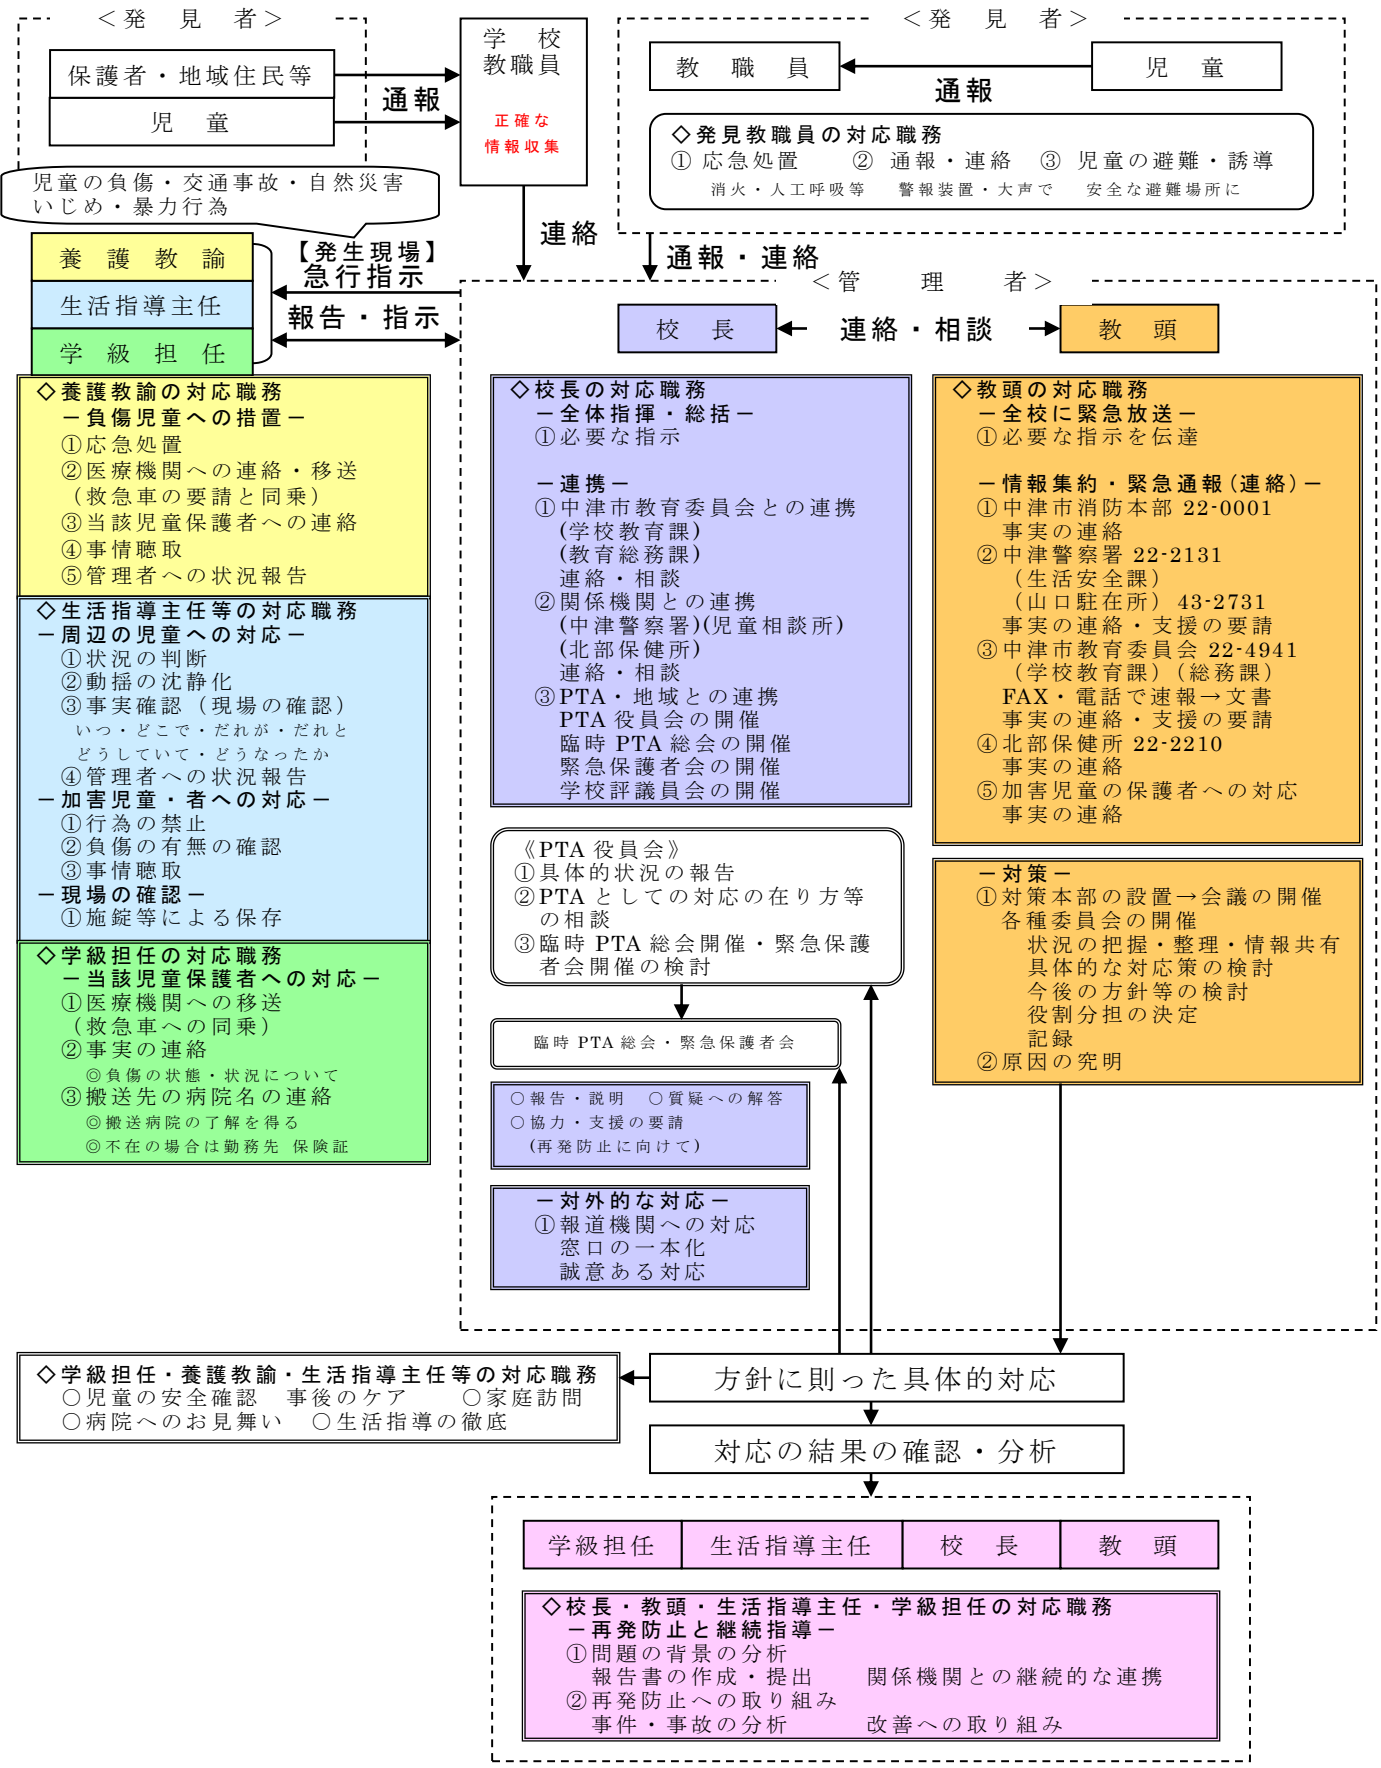 ＜発　見　者＞
保護者・地域住民等
児　童
通報
学　校
教職員
正確な
情報収集
＜発　見　者＞
教　職　員
児　童
通報
◇発見教職員の対応職務
① 応急処置　② 通報・連絡　③ 児童の避難・誘導
消火・人工呼吸等　警報装置・大声で　安全な避難場所に
児童の負傷・交通事故・自然災害
いじめ・暴力行為
連絡
通報・連絡
養　護　教　諭
生活指導主任
学　級　担　任
【発生現場】
急行指示
報告・指示
＜管　理　者＞
校　長
連絡・相談
教　頭
◇養護教諭の対応職務
－負傷児童への措置－
①応急処置
②医療機関への連絡・移送
（救急車の要請と同乗）
③当該児童保護者への連絡
④事情聴取
⑤管理者への状況報告
◇生活指導主任等の対応職務
－周辺の児童への対応－
①状況の判断
②動揺の沈静化
③事実確認（現場の確認）
いつ・どこで・だれが・だれと
どうしていて・どうなったか
④管理者への状況報告
－加害児童・者への対応－
①行為の禁止
②負傷の有無の確認
③事情聴取
－現場の確認－
①施錠等による保存
◇学級担任の対応職務
－当該児童保護者への対応－
①医療機関への移送
（救急車への同乗）
②事実の連絡
◎負傷の状態・状況について
③搬送先の病院名の連絡
◎搬送病院の了解を得る
◎不在の場合は勤務先 保険証
◇校長の対応職務
－全体指揮・総括－
①必要な指示
－連携－
①中津市教育委員会との連携
(学校教育課)
(教育総務課)
連絡・相談
②関係機関との連携
(中津警察署)(児童相談所)
(北部保健所)
連絡・相談
③PTA・地域との連携
PTA 役員会の開催
臨時 PTA 総会の開催
緊急保護者会の開催
学校評議員会の開催
《PTA 役員会》
①具体的状況の報告
②PTA としての対応の在り方等
の相談
③臨時 PTA 総会開催・緊急保護
者会開催の検討
臨時 PTA 総会・緊急保護者会
○報告・説明　○質疑への解答
○協力・支援の要請
(再発防止に向けて)
－対外的な対応－
①報道機関への対応
窓口の一本化
誠意ある対応
◇教頭の対応職務
－全校に緊急放送－
①必要な指示を伝達
－情報集約・緊急通報(連絡)－
①中津市消防本部 22-0001
事実の連絡
②中津警察署 22-2131
（生活安全課）
（山口駐在所） 43-2731
事実の連絡・支援の要請
③中津市教育委員会 22-4941
（学校教育課）（総務課）
FAX・電話で速報→文書
事実の連絡・支援の要請
④北部保健所 22-2210
事実の連絡
⑤加害児童の保護者への対応
事実の連絡
－対策－
①対策本部の設置→会議の開催
各種委員会の開催
状況の把握・整理・情報共有
具体的な対応策の検討
今後の方針等の検討
役割分担の決定
記録
②原因の究明
◇学級担任・養護教諭・生活指導主任等の対応職務
○児童の安全確認　事後のケア　○家庭訪問
○病院へのお見舞い　○生活指導の徹底
方針に則った具体的対応
対応の結果の確認・分析
学級担任
生活指導主任
校　長
教　頭
◇校長・教頭・生活指導主任・学級担任の対応職務
－再発防止と継続指導－
①問題の背景の分析
報告書の作成・提出　関係機関との継続的な連携
②再発防止への取り組み
事件・事故の分析　改善への取り組み